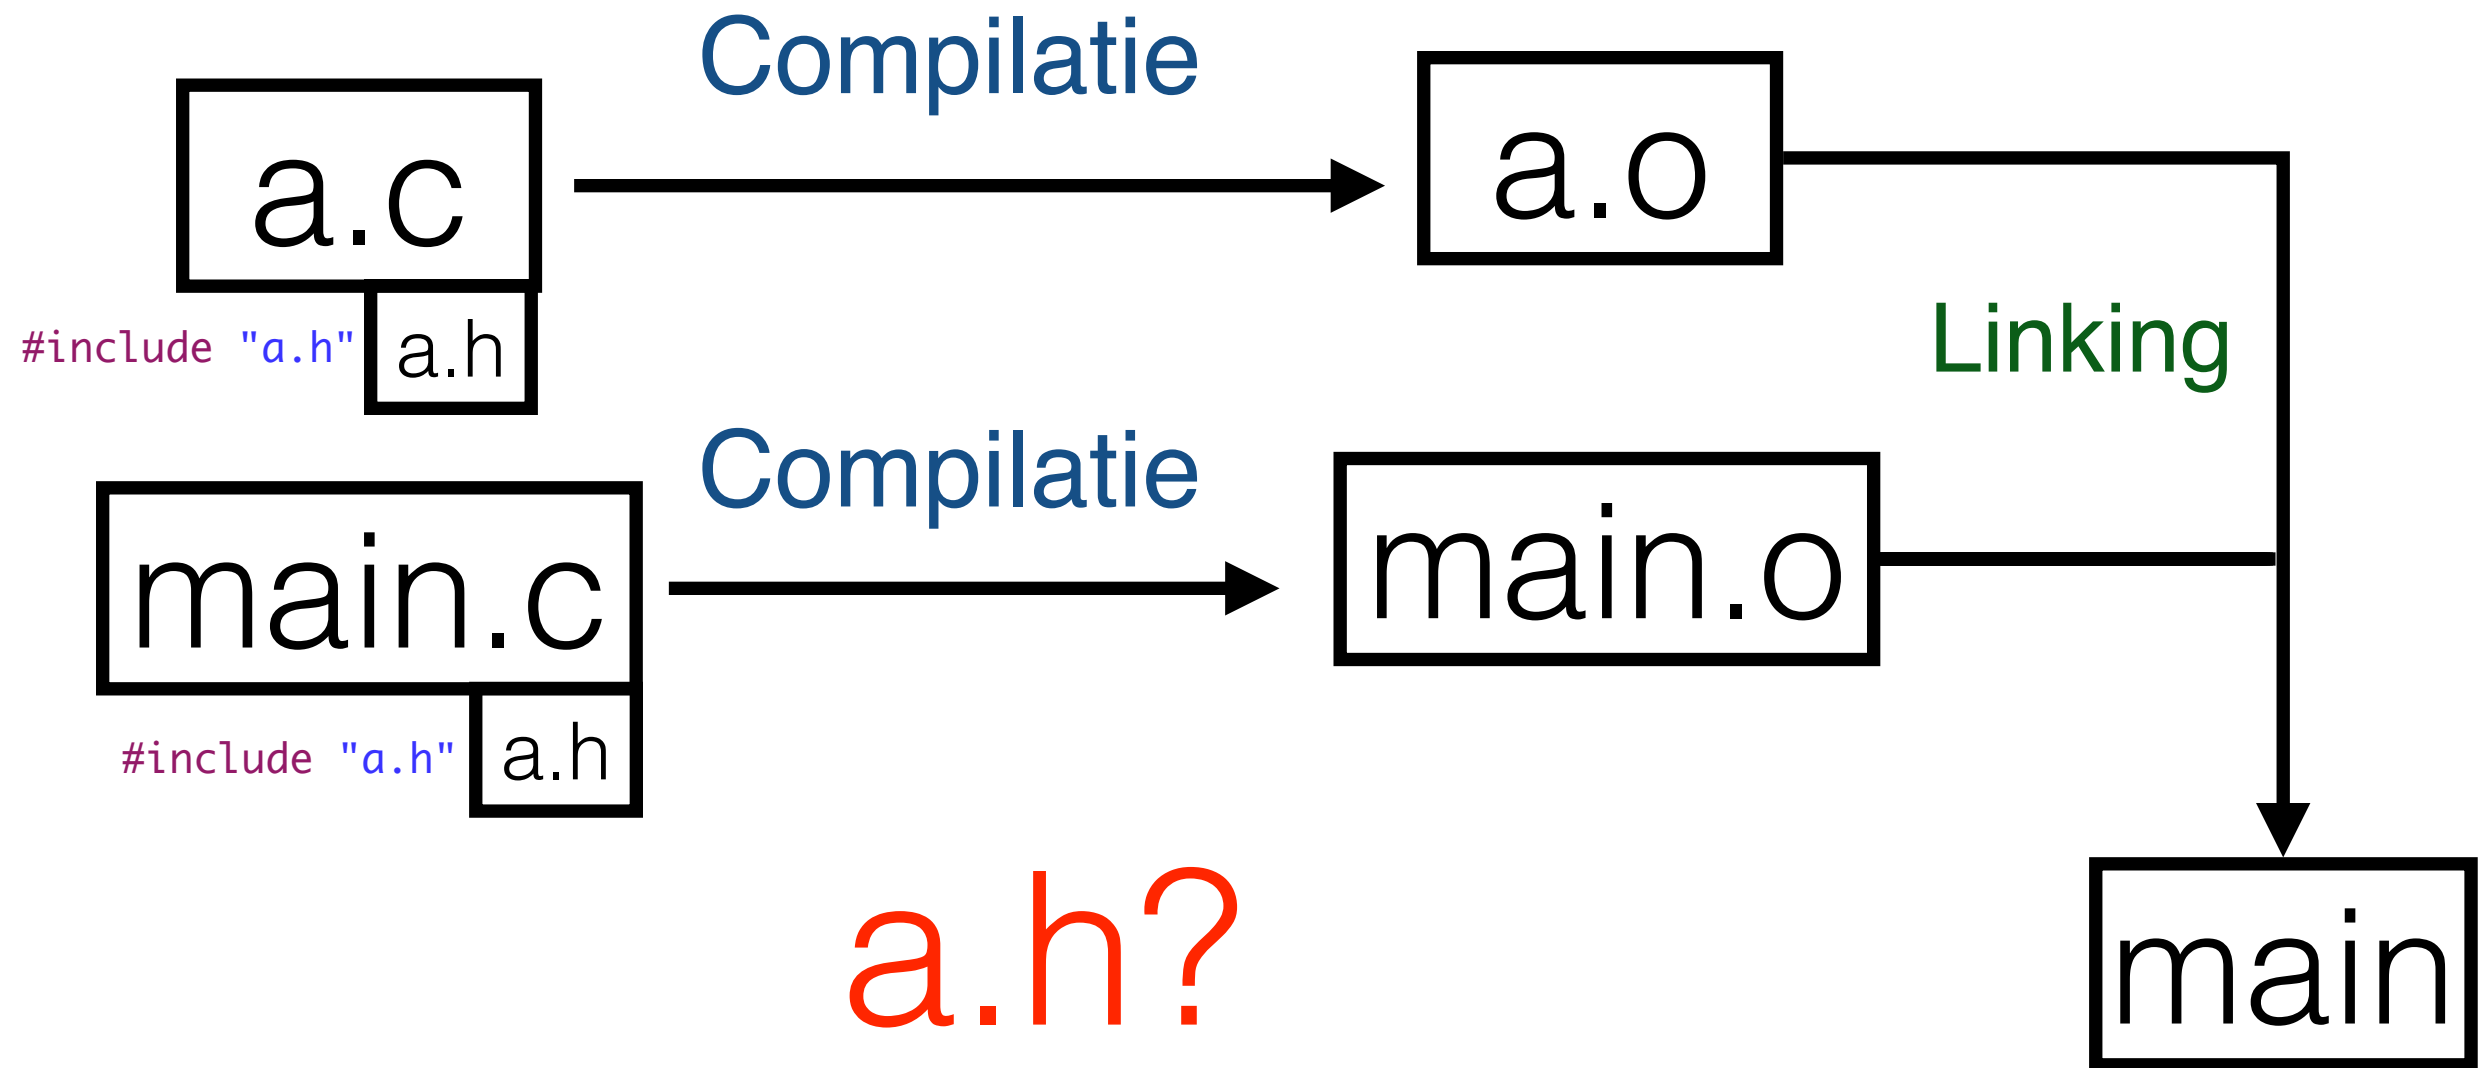 Compilatie
a.c
a.o
#include "a.h"
a.h
Linking
Compilatie
main.c
main.o
#include "a.h"
a.h
a.h?
main